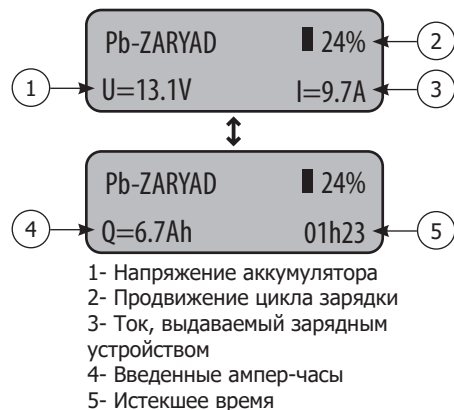 Pb-ZARYAD 24% 2
1 U=13.1V I=9.7A 3
Pb-ZARYAD 24%
4 Q=6.7Ah 01h23 5
1- Напряжение аккумулятора
2- Продвижение цикла зарядки
3- Ток, выдаваемый зарядным
устройством
4- Введенные ампер-часы
5- Истекшее время